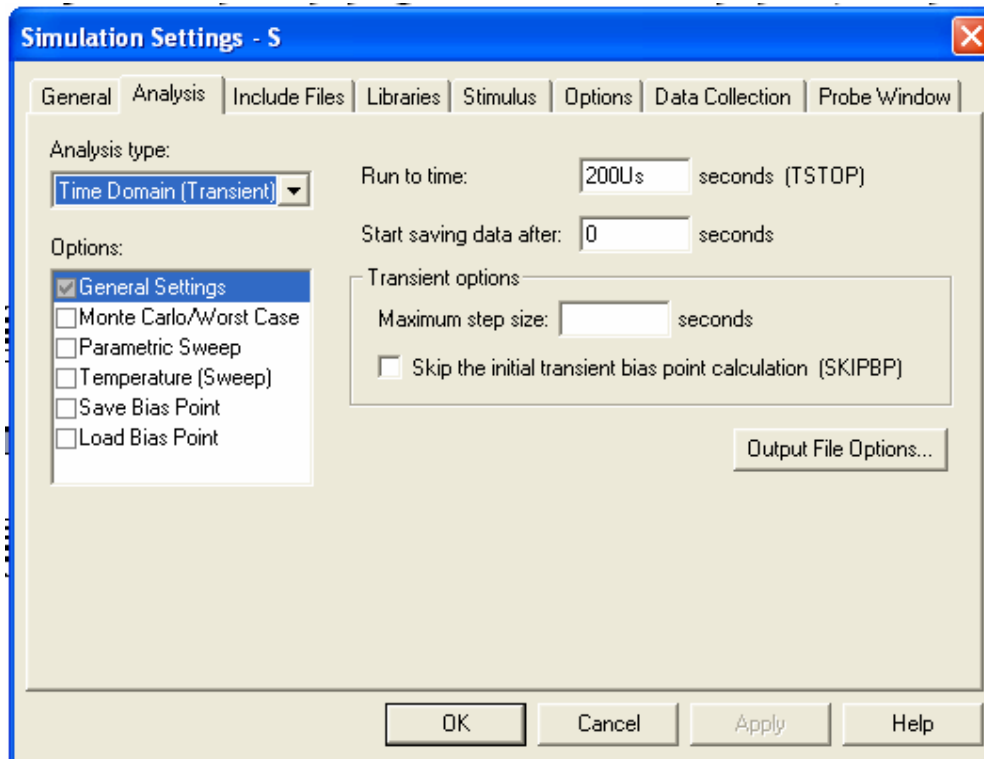 Simulation Settings - S
General Analysis Include Files Libraries Stimulus Options Data Collection Probe Window
Analysis type:
Time Domain (Transient)
Options:
General Settings
Monte Carlo/Worst Case
Parametric Sweep
Temperature (Sweep)
Save Bias Point
Load Bias Point
Run to time: 200Us seconds (TSTOP)
Start saving data after: 0 seconds
Transient options
Maximum step size: seconds
Skip the initial transient bias point calculation (SKIPBP)
Output File Options...
OK Cancel Apply Help